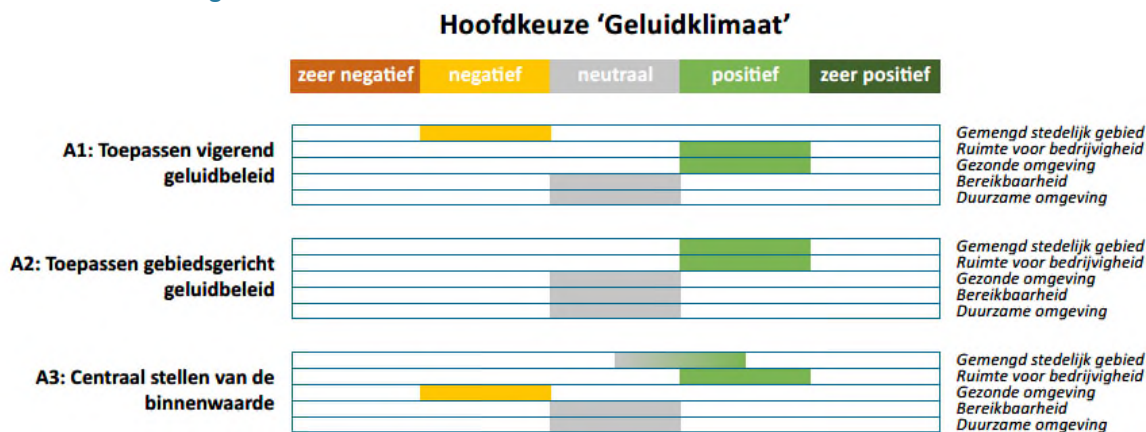 Hoofdkeuze ‘Geluidklimaat’
zeer negatief negatief neutraal positief zeer positief
A1: Toepassen vigerend
geluidbeleid
Gemengd stedelijk gebied
Ruimte voor bedrijvigheid
Gezonde omgeving
Bereikbaarheid
Duurzame omgeving
A2: Toepassen gebiedsgericht
geluidbeleid
Gemengd stedelijk gebied
Ruimte voor bedrijvigheid
Gezonde omgeving
Bereikbaarheid
Duurzame omgeving
A3: Centraal stellen van de
binnenwaarde
Gemengd stedelijk gebied
Ruimte voor bedrijvigheid
Gezonde omgeving
Bereikbaarheid
Duurzame omgeving